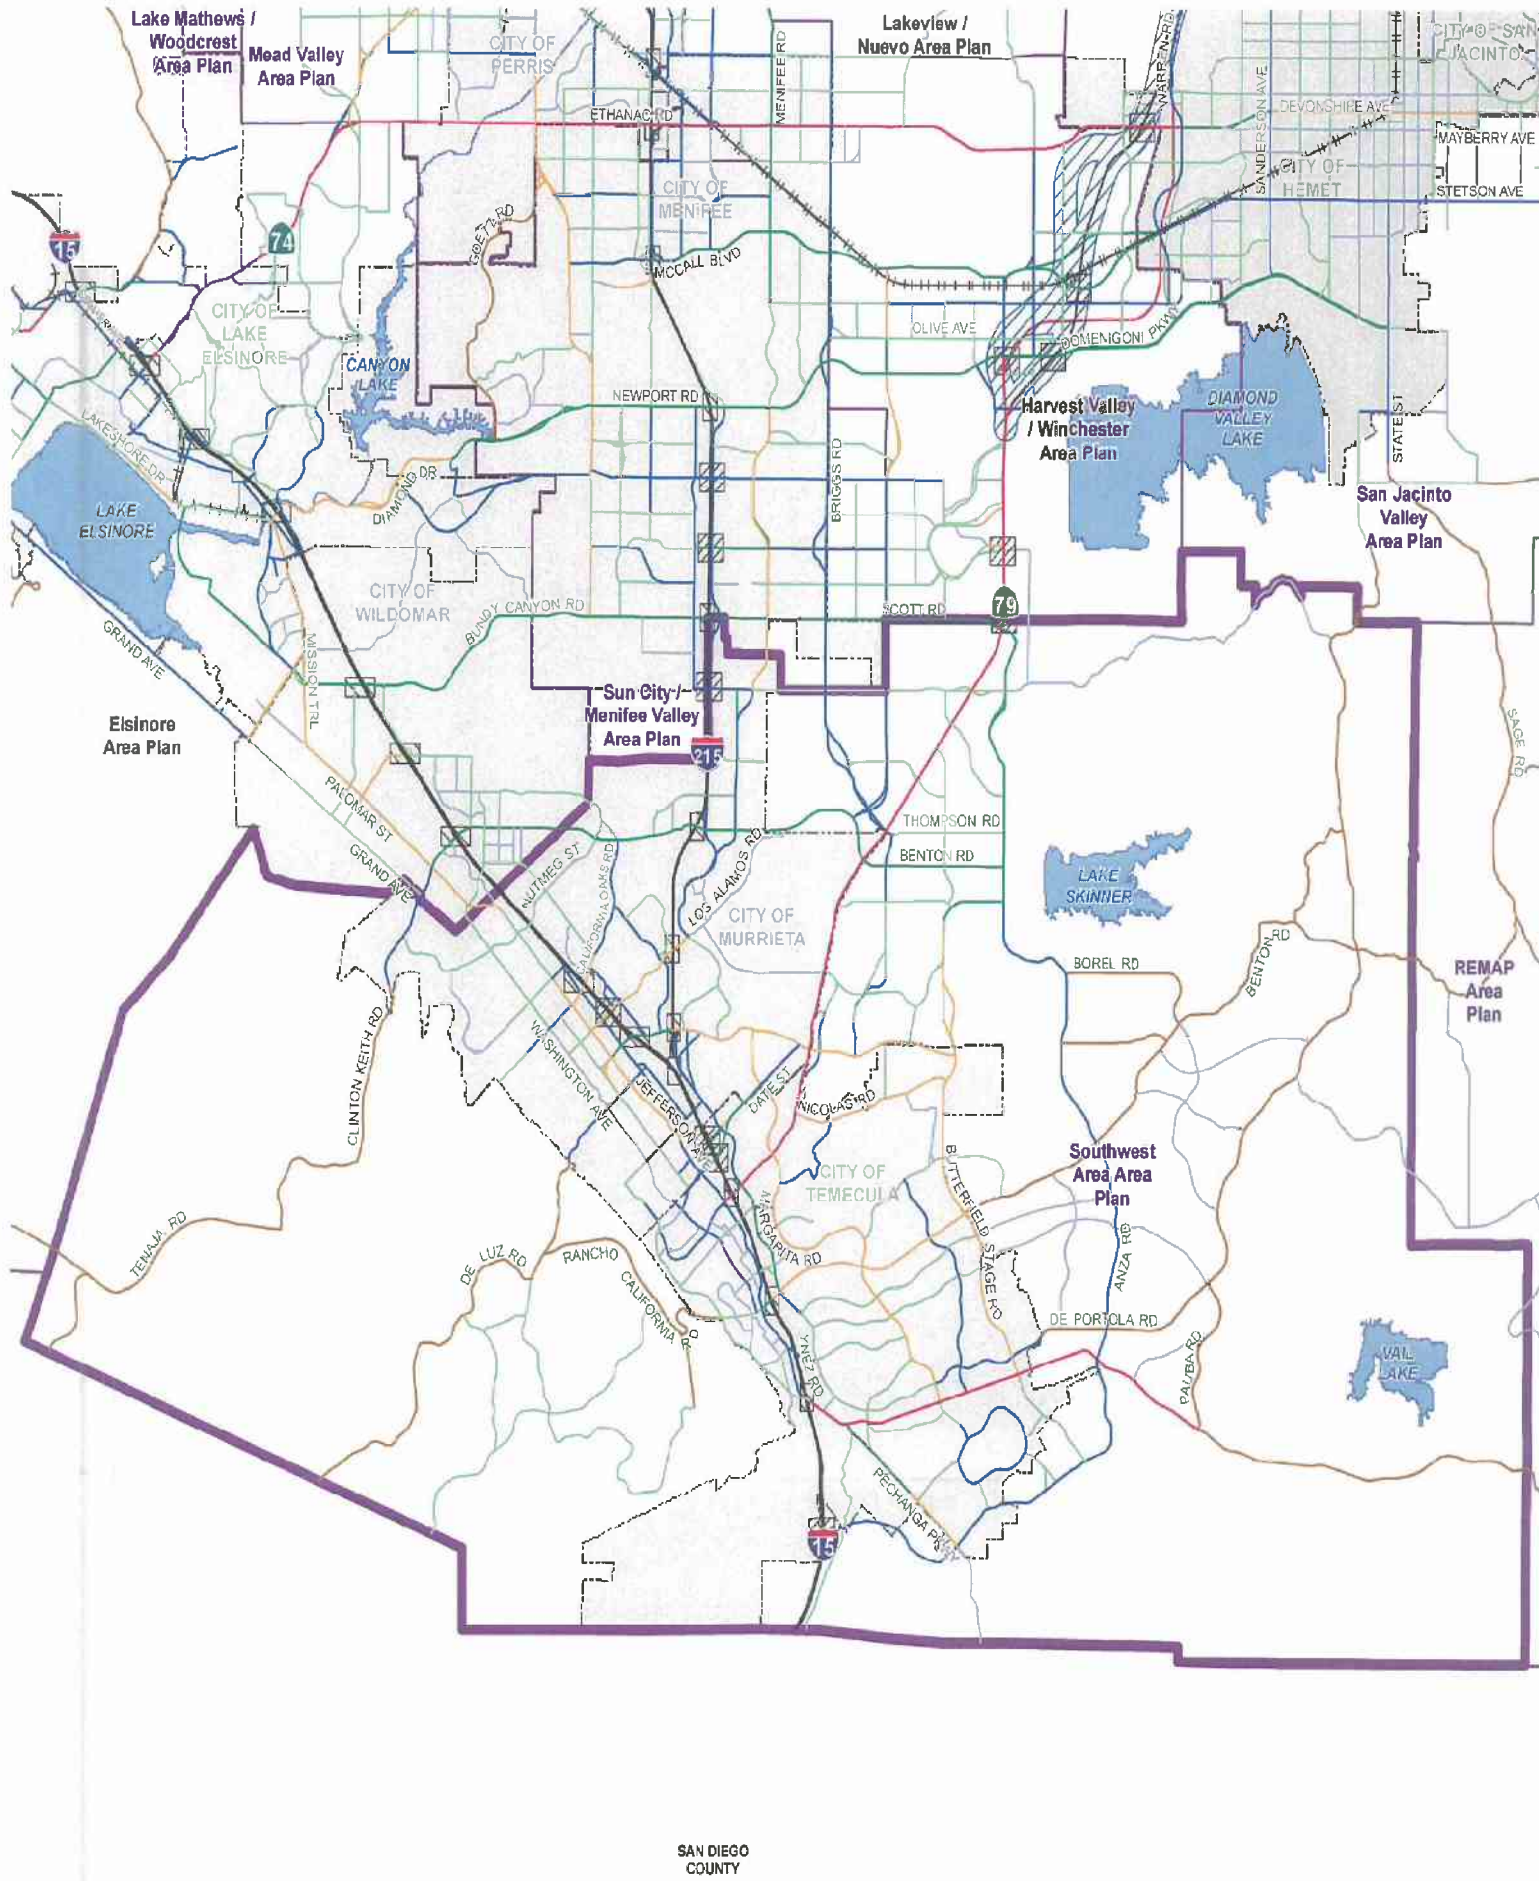 Lake Mathews /
Woodcrest
Area Plan
Mead Valley
Area Plan
CITY OF
PERRIS
MENIFEE RD
Lakeview /
Nuevo Area Plan
WARREN RD
SANDERSON AVE
CITY OF SAN
JACINTO
ETHANAC RD
DEVONSHIRE AVE
MAYBERRY AVE
CITY OF
HEMET
STETSON AVE
CITY OF
MENIFEE
15
74
GOETZ RD
MCCALL BLVD
CITY OF
LAKE
ELSINORE
CANYON
LAKE
OLIVE AVE
DOMENIGONI PKWY
NEWPORT RD
Harvest Valley
/ Winchester
Area Plan
DIAMOND
VALLEY
LAKE
STATE ST
LAKESHORE DR
DIAMOND DR
BRIGGS RD
LAKE
ELSINORE
San Jacinto
Valley
Area Plan
CITY OF
WILDOMAR
BUNDY CANYON RD
SCOTT RD
79
GRAND AVE
MISSION TRL
Elsinore
Area Plan
Sun City /
Menifee Valley
Area Plan
215
SAGE RD
PALOMAR ST
GRAND AVE
NUTMEG ST
CALIFORNIA OAKS RD
LOS ALAMOS RD
THOMPSON RD
BENTON RD
LAKE
SKINNER
CITY OF
MURRIETA
BOREL RD
BENTON RD
REMAP
Area
Plan
CLINTON KEITH RD
WASHINGTON AVE
JEFFERSON AVE
DATE ST
NICOLAS RD
CITY OF
TEMECULA
BUTTERFIELD STAGE RD
Southwest
Area Area
Plan
TENAJA RD
DE LUZ RD
RANCHO CALIFORNIA RD
MARGARITA RD
ANZA RD
YNEZ RD
DE PORTOLA RD
PAUBA RD
VAIL
LAKE
PECHANGA PKWY
15
SAN DIEGO
COUNTY